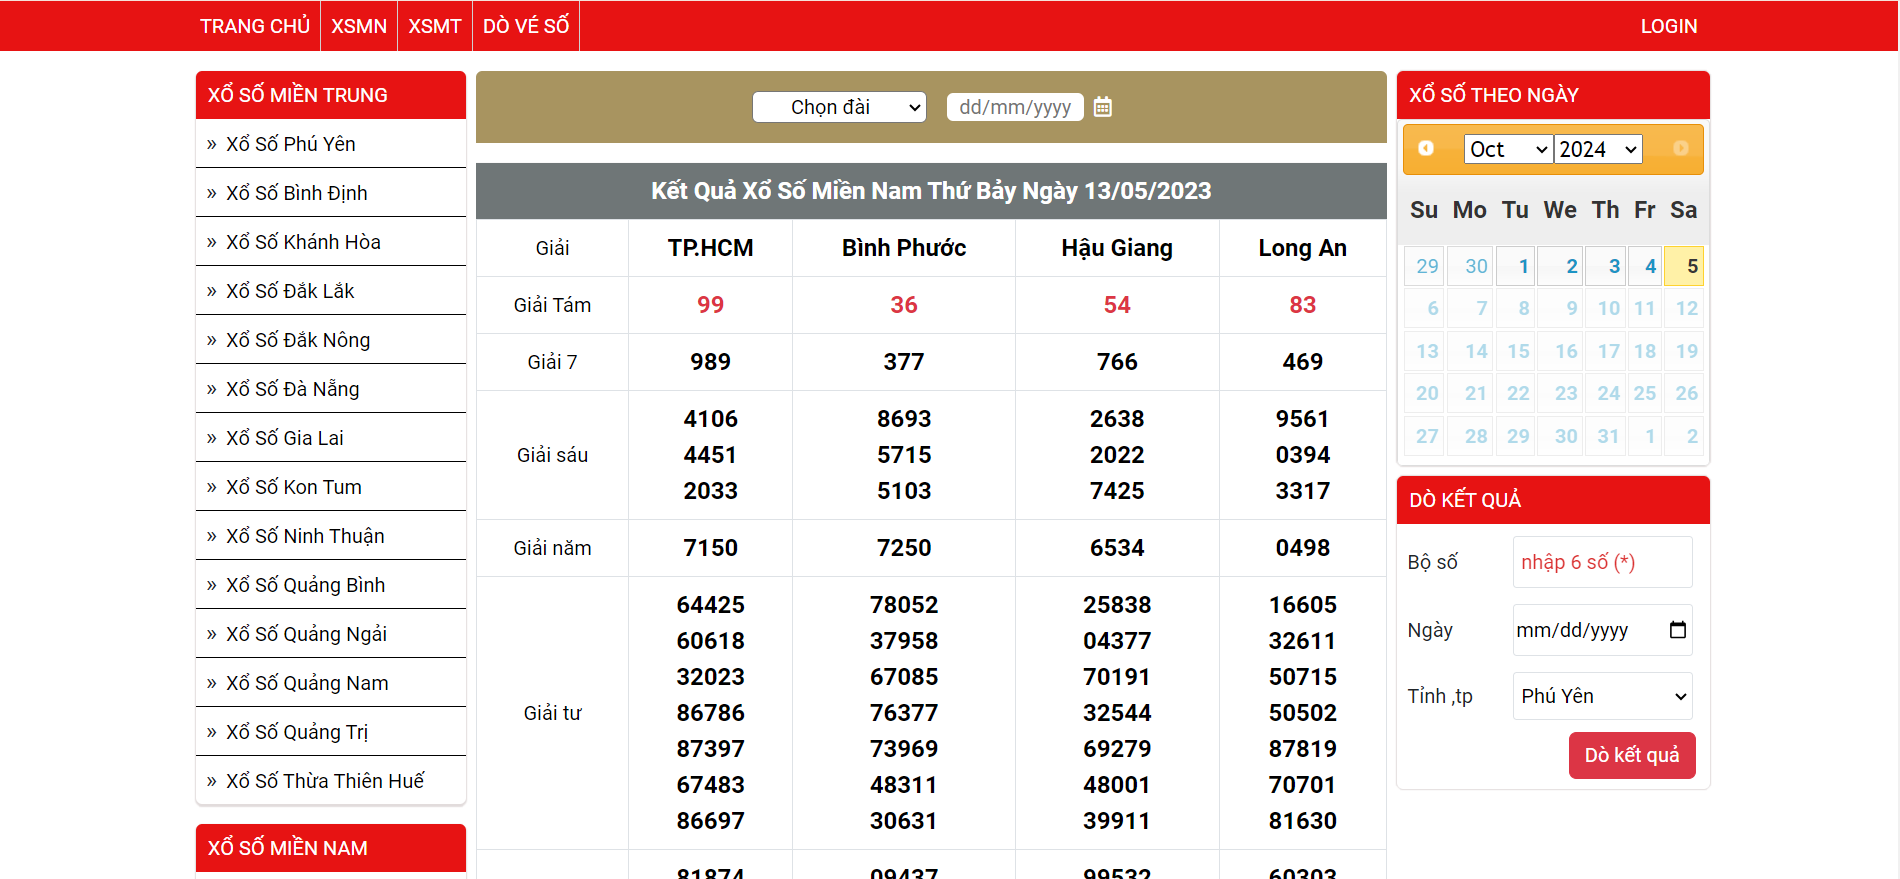 TRANG CHỦ XSMN XSMT DÒ VÉ SỐ LOGIN
XỔ SỐ MIỀN TRUNG
» Xổ Số Phú Yên
» Xổ Số Bình Định
» Xổ Số Khánh Hòa
» Xổ Số Đắk Lắk
» Xổ Số Đắk Nông
» Xổ Số Đà Nẵng
» Xổ Số Gia Lai
» Xổ Số Kon Tum
» Xổ Số Ninh Thuận
» Xổ Số Quảng Bình
» Xổ Số Quảng Ngải
» Xổ Số Quảng Nam
» Xổ Số Quảng Trị
» Xổ Số Thừa Thiên Huế
XỔ SỐ MIỀN NAM
Chọn đài dd/mm/yyyy
Kết Quả Xổ Số Miền Nam Thứ Bảy Ngày 13/05/2023
Giải TP.HCM Bình Phước Hậu Giang Long An
Giải Tám 99 36 54 83
Giải 7 989 377 766 469
4106 8693 2638 9561
Giải sáu 4451 5715 2022 0394
2033 5103 7425 3317
Giải năm 7150 7250 6534 0498
64425 78052 25838 16605
60618 37958 04377 32611
32023 67085 70191 50715
Giải tư 86786 76377 32544 50502
87397 73969 69279 87819
67483 48311 48001 70701
86697 30631 39911 81630
81874 09437 99532 60303
XỔ SỐ THEO NGÀY
Oct 2024
Su Mo Tu We Th Fr Sa
29 30 1 2 3 4 5
6 7 8 9 10 11 12
13 14 15 16 17 18 19
20 21 22 23 24 25 26
27 28 29 30 31 1 2
DÒ KẾT QUẢ
Bộ số nhập 6 số (*)
Ngày mm/dd/yyyy
Tỉnh ,tp Phú Yên
Dò kết quả